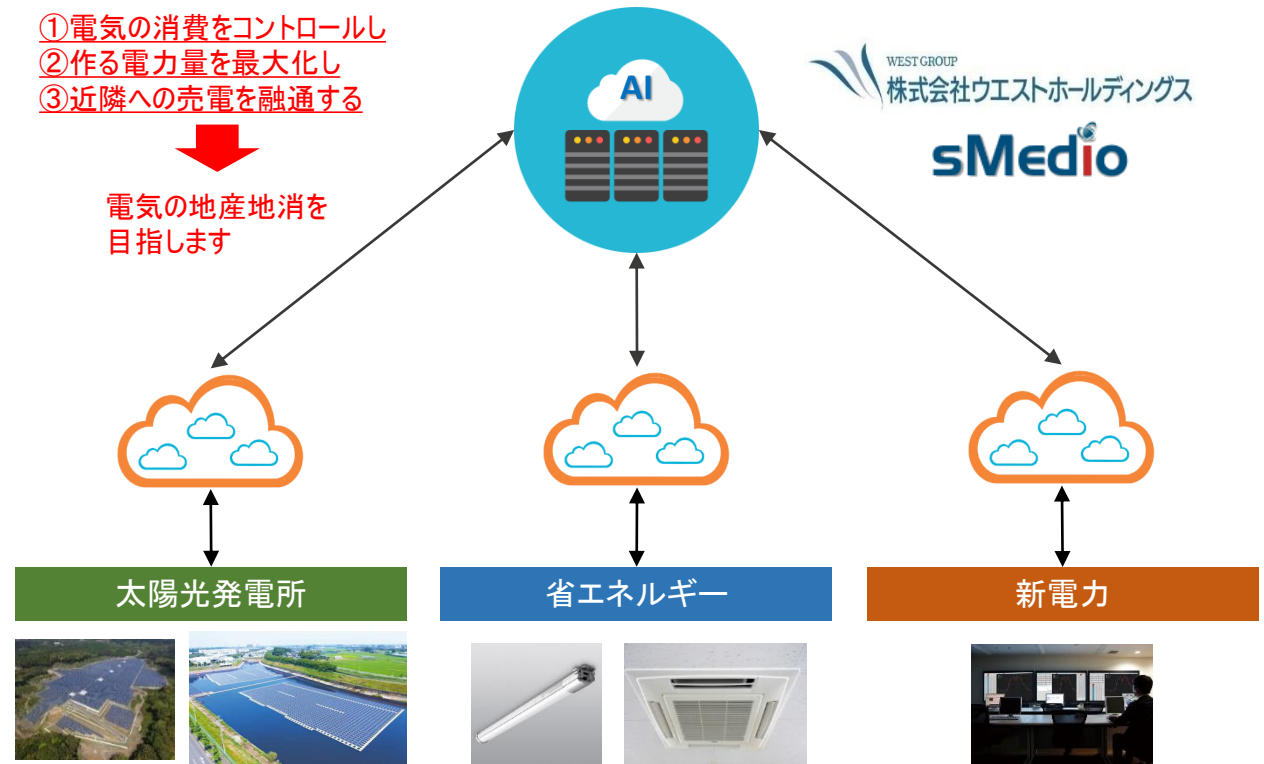 ①電気の消費をコントロールし
②作る電力量を最大化し
③近隣への売電を融通する
電気の地産地消を
目指します
AI
WEST GROUP
株式会社ウエストホールディングス
sMedio
太陽光発電所
省エネルギー
新電力